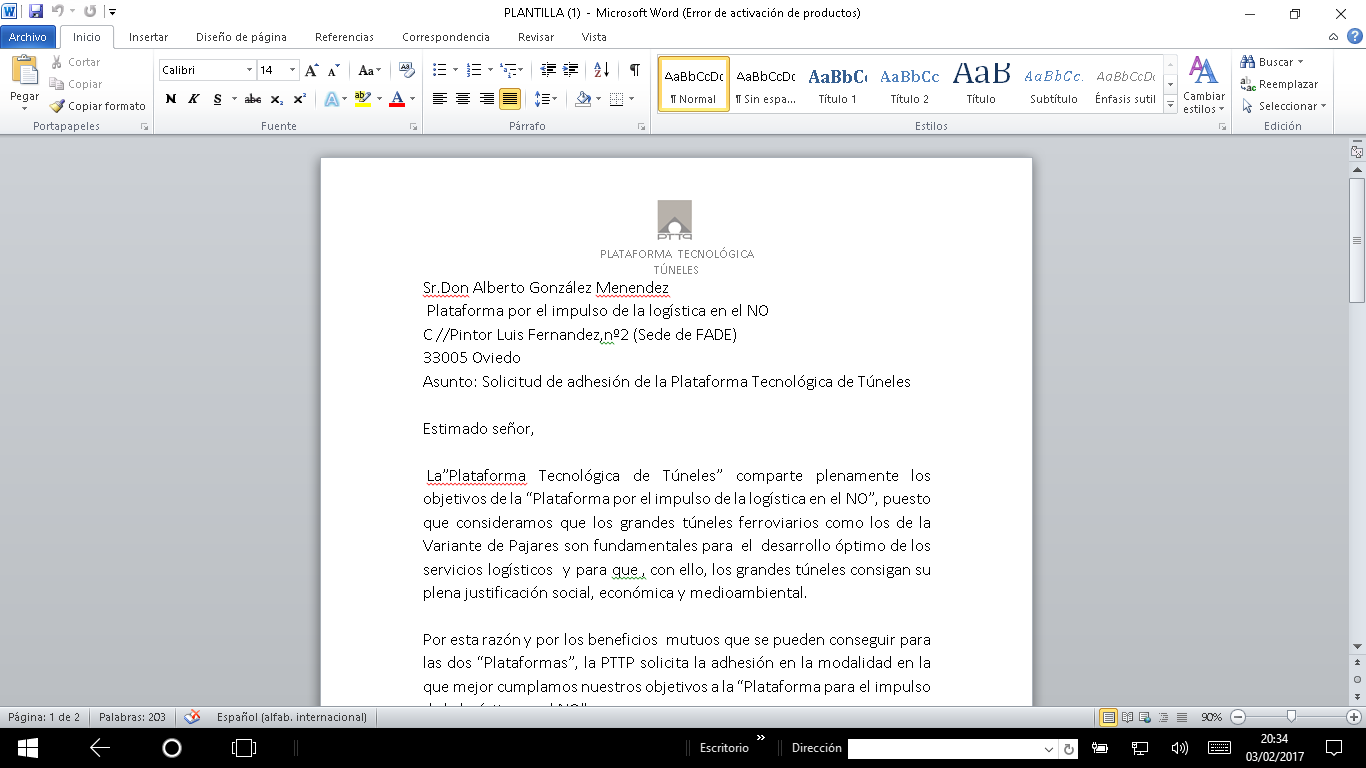 PLANTILLA (1) - Microsoft Word (Error de activación de productos)
Archivo Inicio Insertar Diseño de página Referencias Correspondencia Revisar Vista
Pegar
Cortar
Copiar
Copiar formato
Portapapeles
Calibri 14
N K S abc x₂ x²
Fuente
Párrafo
AaBbCcDc AaBbCcDc AaBbC AaBbCc AaB AaBbCc. AaBbCcDc
¶ Normal ¶ Sin espa... Título 1 Título 2 Título Subtítulo Énfasis sutil
Cambiar estilos
Estilos
Buscar
Reemplazar
Seleccionar
Edición
PLATAFORMA TECNOLÓGICA
TÚNELES
Sr.Don Alberto González Menendez
Plataforma por el impulso de la logística en el NO
C //Pintor Luis Fernandez,nº2 (Sede de FADE)
33005 Oviedo
Asunto: Solicitud de adhesión de la Plataforma Tecnológica de Túneles
Estimado señor,
La”Plataforma Tecnológica de Túneles” comparte plenamente los
objetivos de la “Plataforma por el impulso de la logística en el NO”, puesto
que consideramos que los grandes túneles ferroviarios como los de la
Variante de Pajares son fundamentales para el desarrollo óptimo de los
servicios logísticos y para que , con ello, los grandes túneles consigan su
plena justificación social, económica y medioambiental.
Por esta razón y por los beneficios mutuos que se pueden conseguir para
las dos “Plataformas”, la PTTP solicita la adhesión en la modalidad en la
que mejor cumplamos nuestros objetivos a la “Plataforma para el impulso
Página: 1 de 2 Palabras: 203 Español (alfab. internacional) 90%
Escritorio » Dirección
20:34
03/02/2017